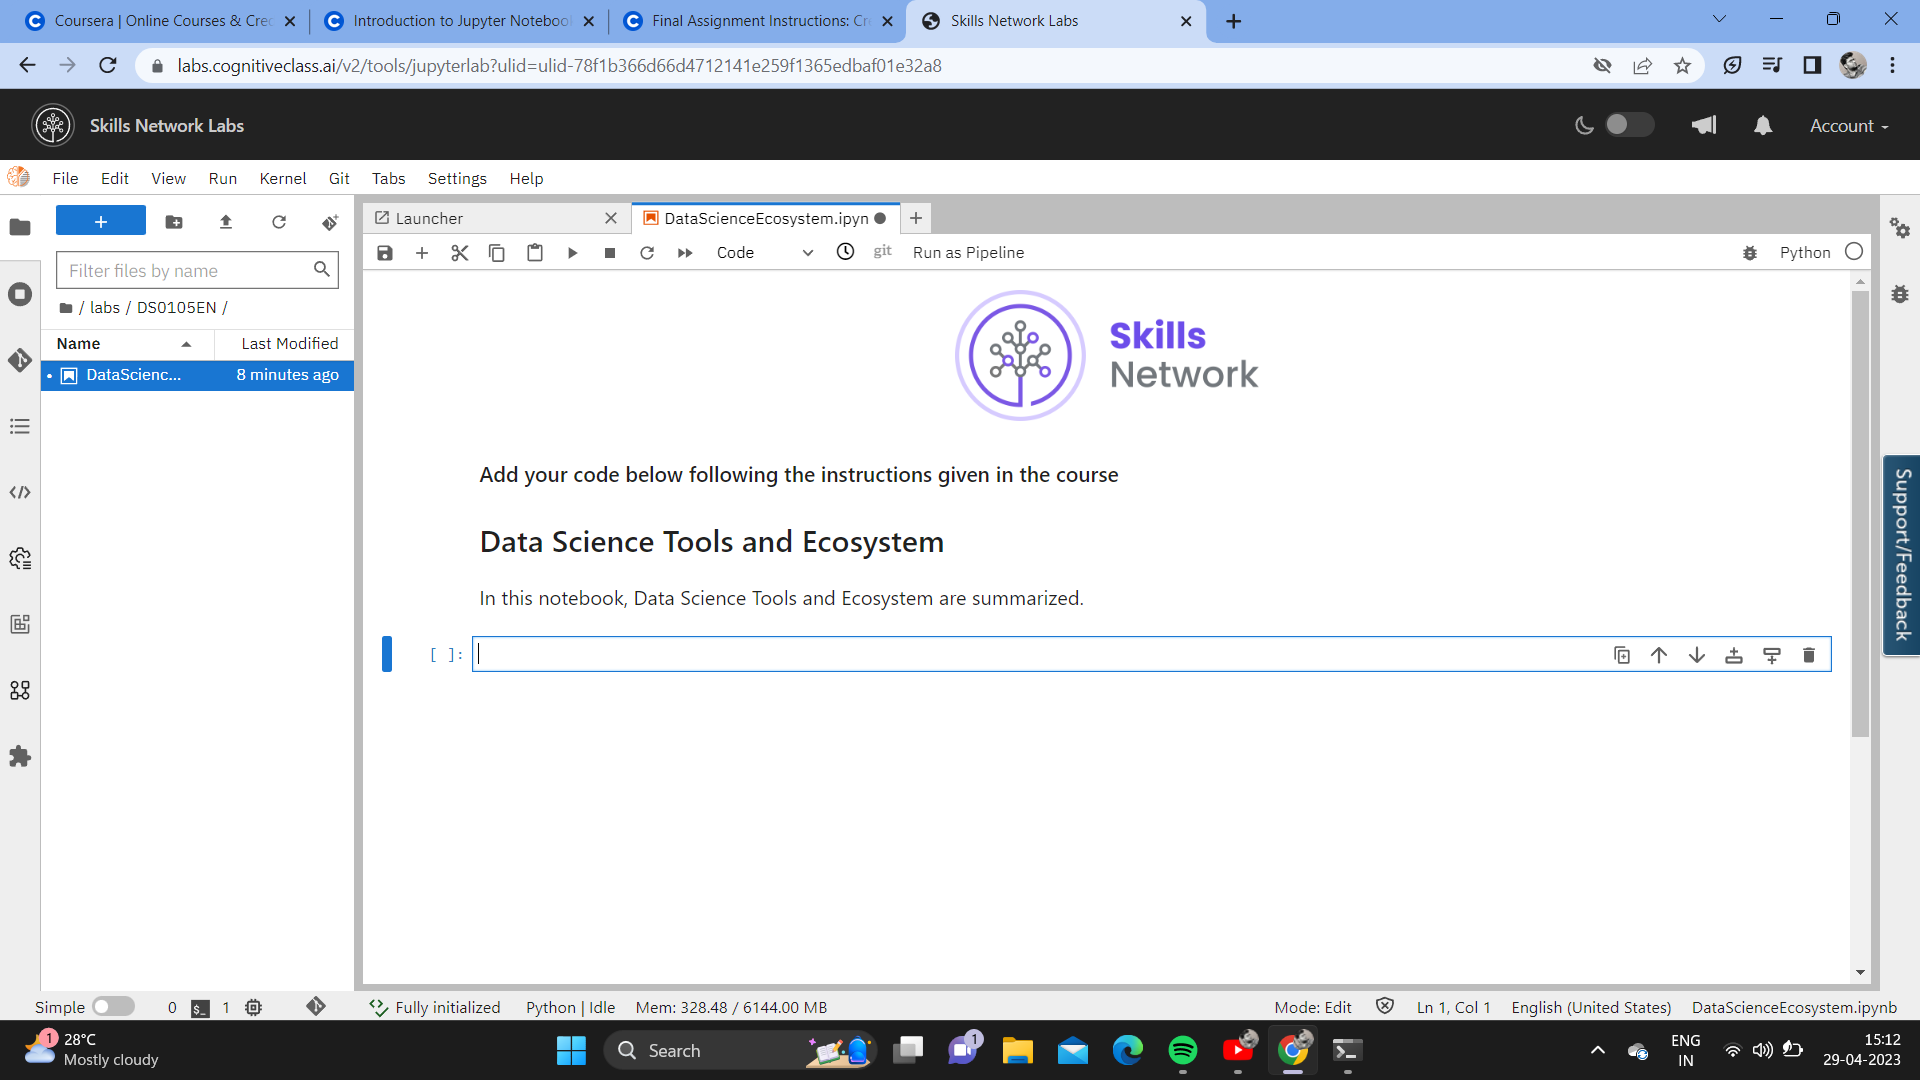 Coursera | Online Courses & Cre
Introduction to Jupyter Notebook
Final Assignment Instructions: Cr
Skills Network Labs
labs.cognitiveclass.ai/v2/tools/jupyterlab?ulid=ulid-78f1b366d66d4712141e259f1365edbaf01e32a8
Skills Network Labs
Account
File Edit View Run Kernel Git Tabs Settings Help
Launcher
DataScienceEcosystem.ipyn
Code
git
Run as Pipeline
Python
Filter files by name
/ labs / DS0105EN /
Name
Last Modified
DataScienc...
8 minutes ago
Skills
Network
Add your code below following the instructions given in the course
Data Science Tools and Ecosystem
In this notebook, Data Science Tools and Ecosystem are summarized.
[ ]:
Support/Feedback
Simple
0
$_
1
Fully initialized
Python | Idle
Mem: 328.48 / 6144.00 MB
Mode: Edit
Ln 1, Col 1
English (United States)
DataScienceEcosystem.ipynb
1
28°C
Mostly cloudy
Search
1
ENG
IN
15:12
29-04-2023